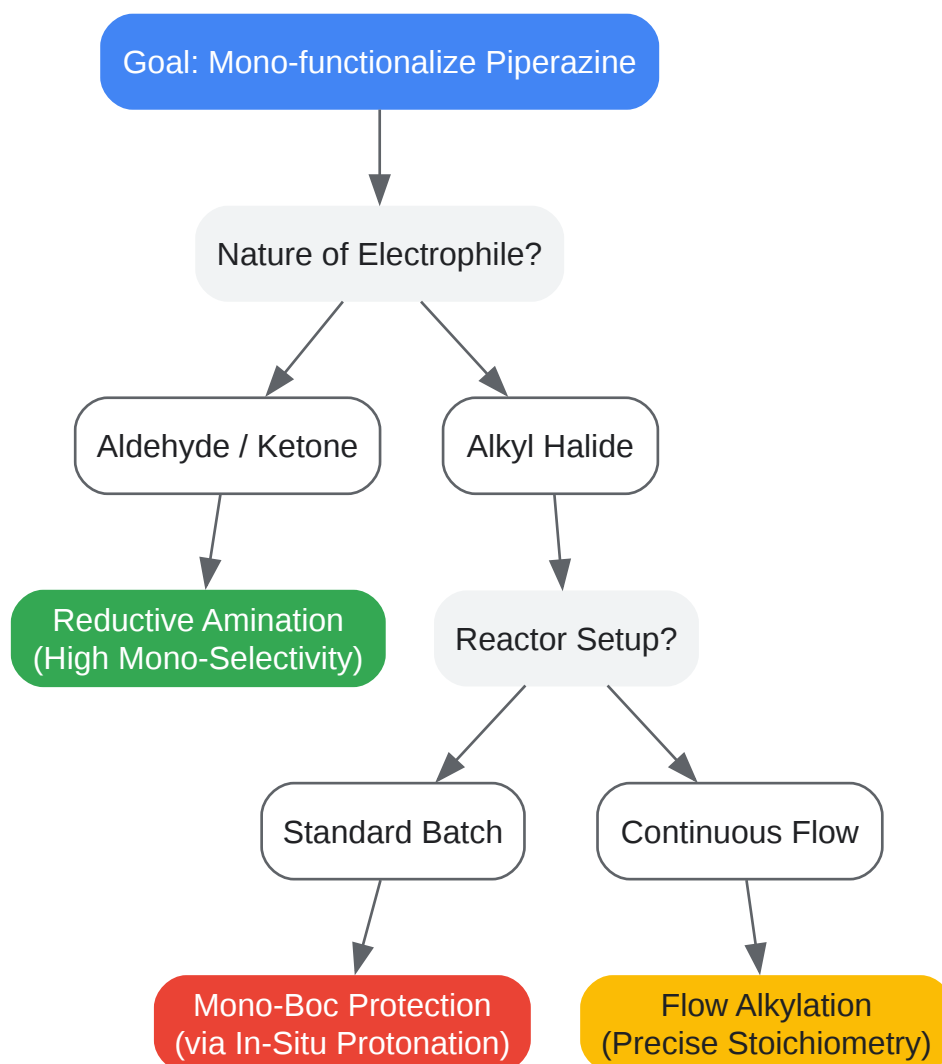 Goal: Mono-functionalize Piperazine
Nature of Electrophile?
Aldehyde / Ketone
Alkyl Halide
Reductive Amination
(High Mono-Selectivity)
Reactor Setup?
Standard Batch
Continuous Flow
Mono-Boc Protection
(via In-Situ Protonation)
Flow Alkylation
(Precise Stoichiometry)